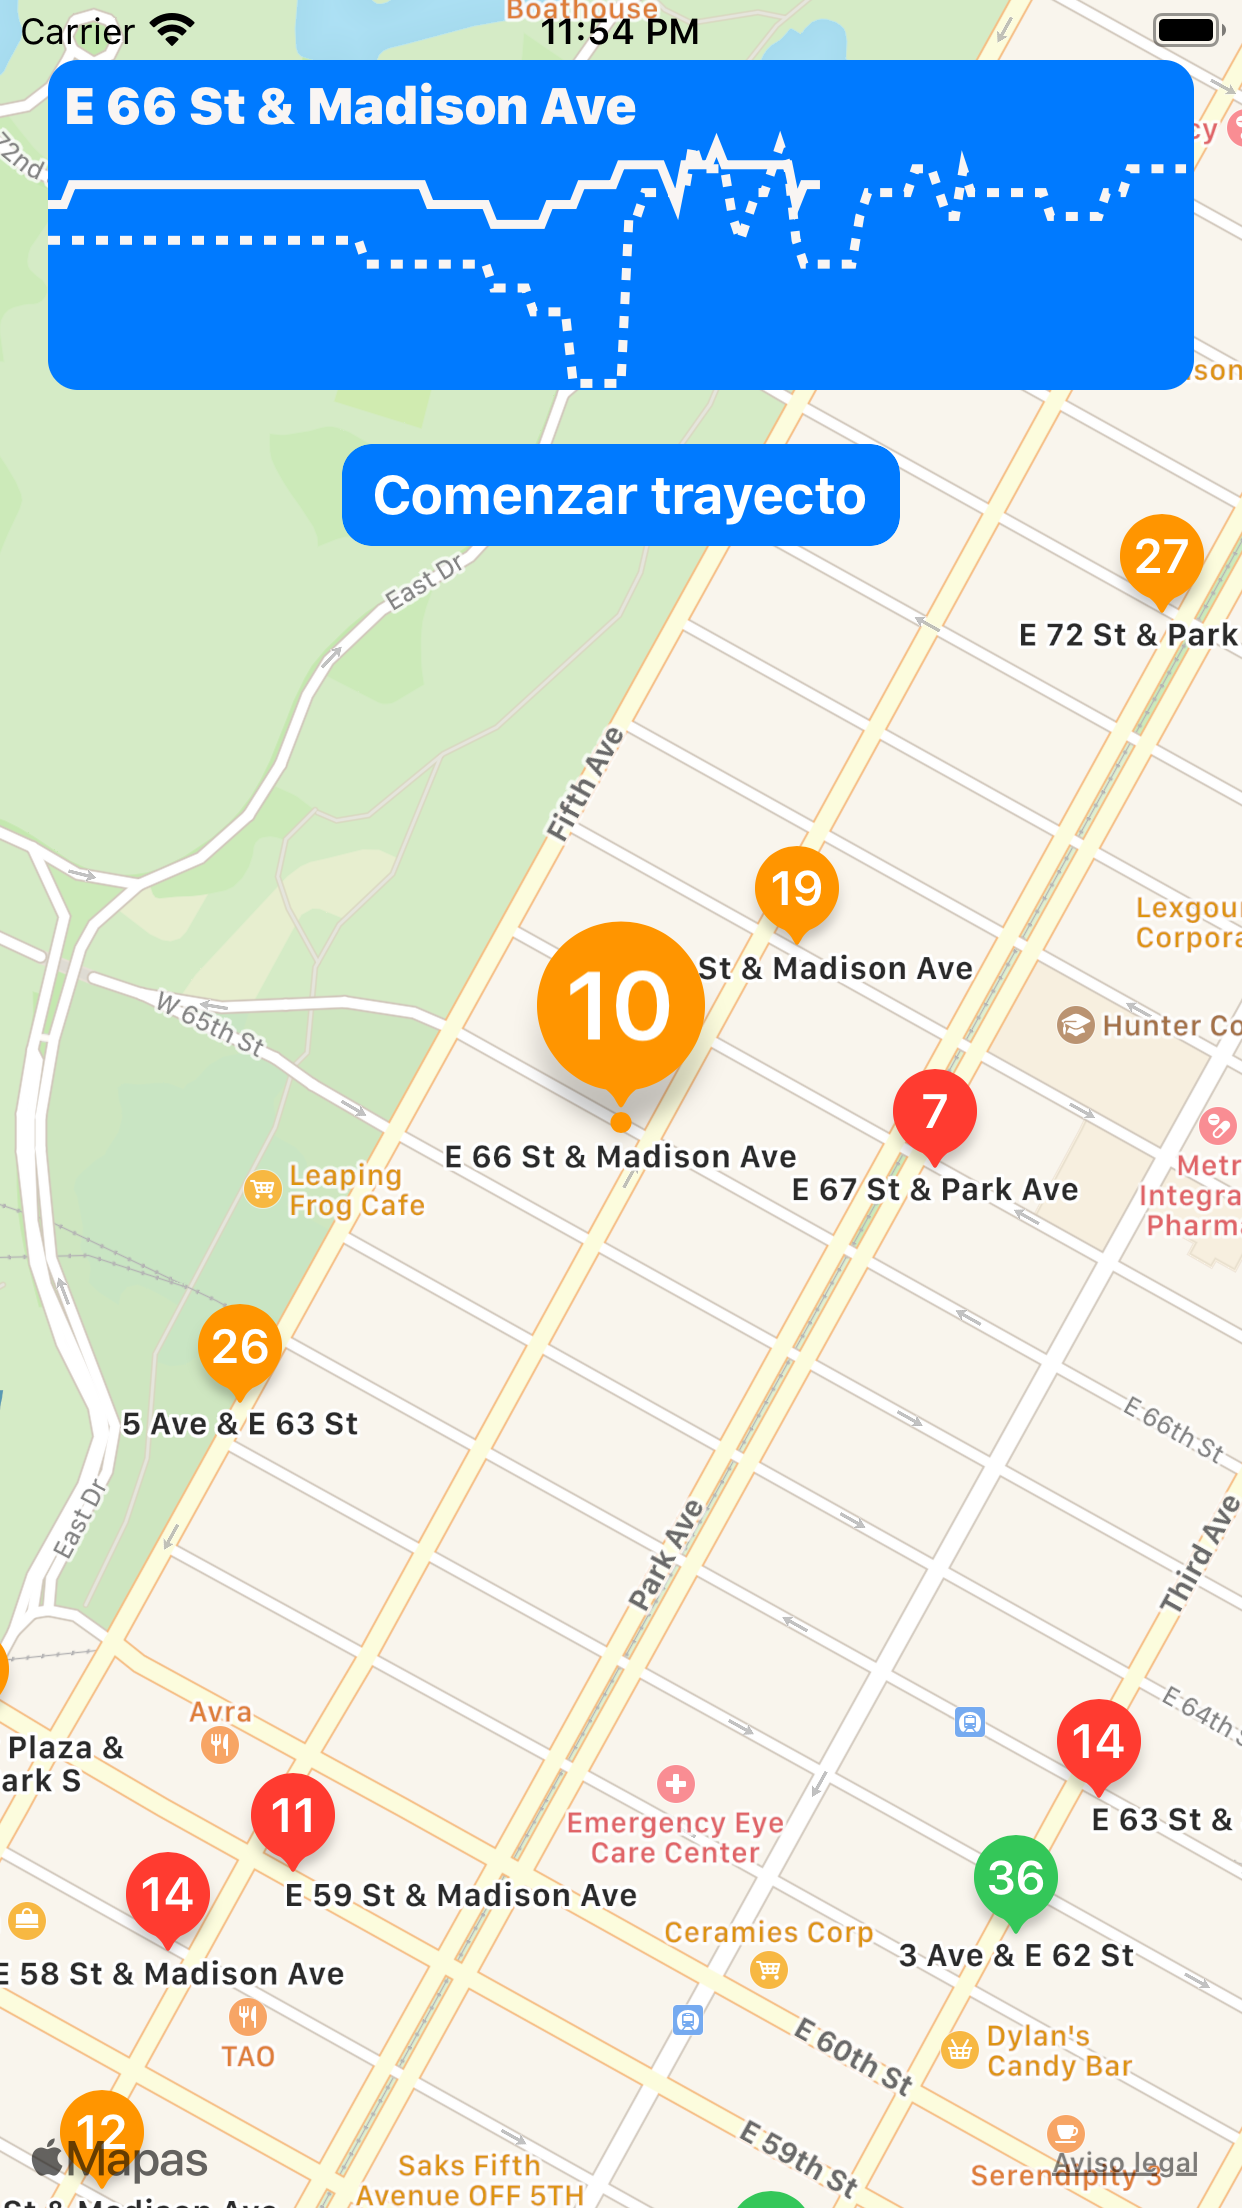 Boathouse
Carrier
11:54 PM
E 66 St & Madison Ave
72nd
cy
son
Comenzar trayecto
East Dr
27
E 72 St & Park
Fifth Ave
19
St & Madison Ave
Lexgou
Corpora
10
W 65th St
Hunter Co
7
E 66 St & Madison Ave
E 67 St & Park Ave
Leaping
Frog Cafe
Metr
Integra
Pharma
26
5 Ave & E 63 St
E 66th St
East Dr
Park Ave
Third Ave
E 64th S
Avra
Plaza &
ark S
14
E 63 St &
11
Emergency Eye
Care Center
E 59 St & Madison Ave
36
14
Ceramies Corp
3 Ave & E 62 St
E 58 St & Madison Ave
TAO
E 60th St
Dylan's
Candy Bar
12
Mapas
E 59th St
Aviso legal
Saks Fifth
Avenue OFF 5TH
Serendipity 3
St & Madison Ave